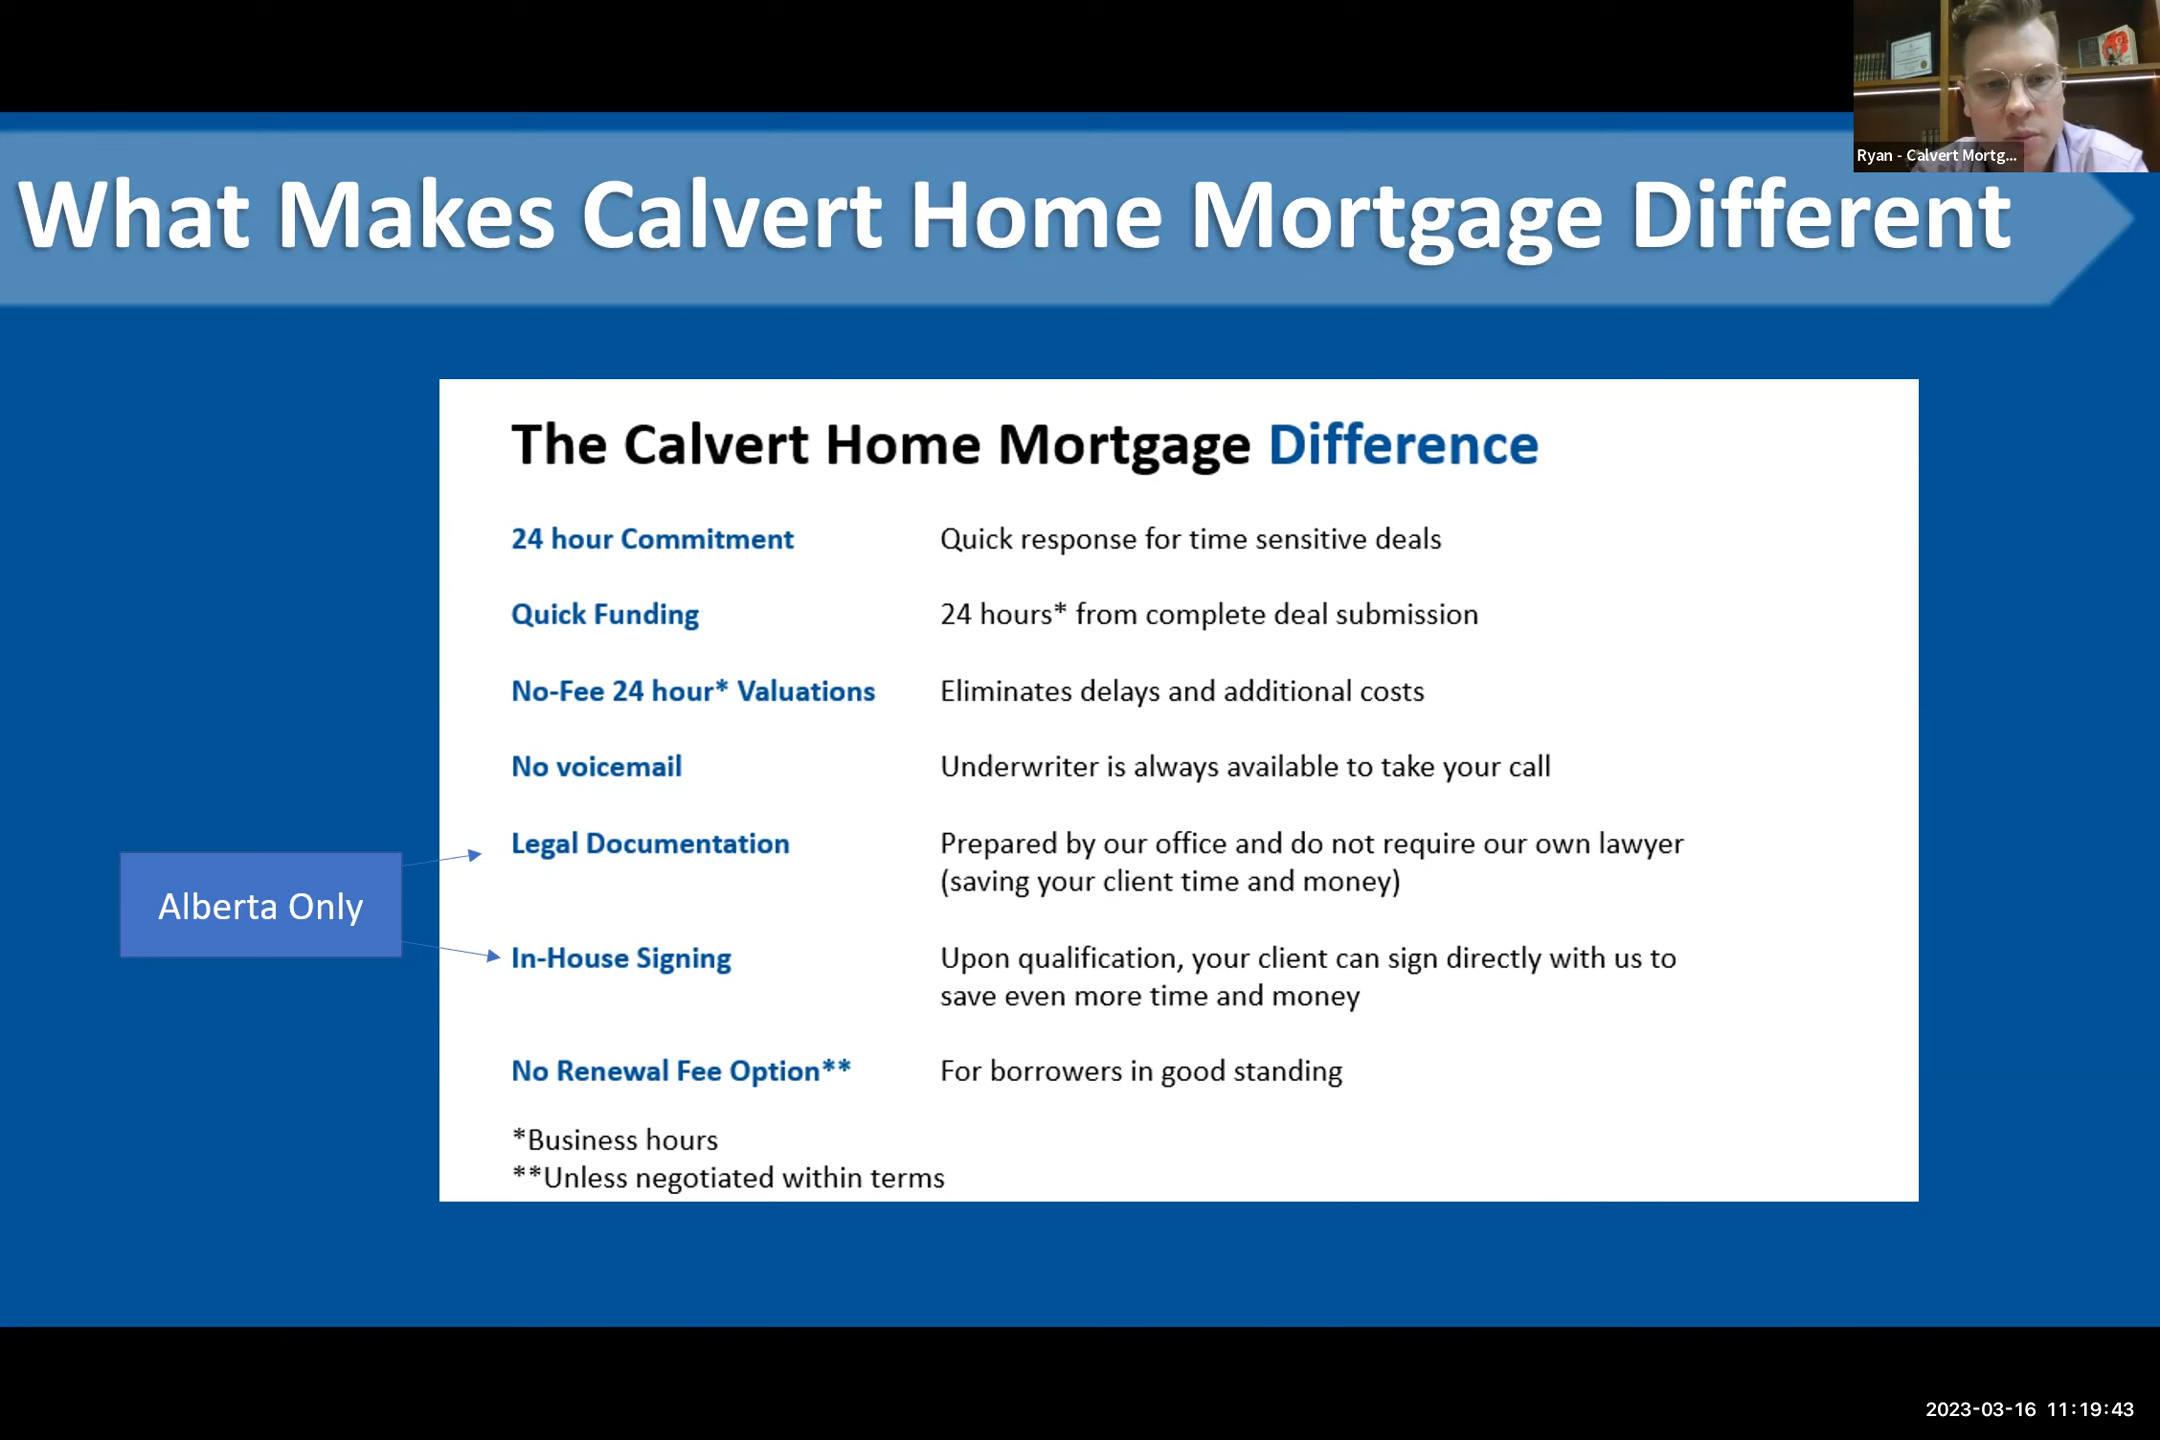 Ryan - Calvert Mortg...
What Makes Calvert Home Mortgage Different
The Calvert Home Mortgage Difference
24 hour Commitment Quick response for time sensitive deals
Quick Funding 24 hours* from complete deal submission
No-Fee 24 hour* Valuations Eliminates delays and additional costs
No voicemail Underwriter is always available to take your call
Legal Documentation Prepared by our office and do not require our own lawyer
(saving your client time and money)
Alberta Only
In-House Signing Upon qualification, your client can sign directly with us to
save even more time and money
No Renewal Fee Option** For borrowers in good standing
*Business hours
**Unless negotiated within terms
2023-03-16 11:19:43